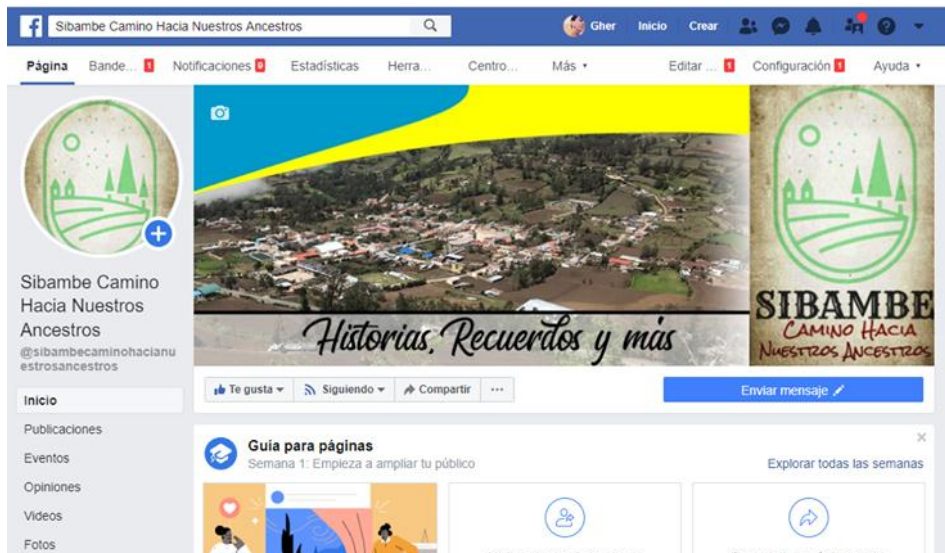 Sibambe Camino Hacia Nuestros Ancestros
Gher Inicio Crear
Página Bande... 1 Notificaciones 9 Estadísticas Herra... Centro... Más Editar ... 1 Configuración 1 Ayuda
SIBAMBE
CAMINO HACIA
NUESTROS ANCESTROS
Historias, Recuerdos y más
Sibambe Camino
Hacia Nuestros
Ancestros
@sibambecaminohacianu
estrosancestros
Te gusta Siguiendo Compartir ... Enviar mensaje
Inicio
Publicaciones
Eventos
Opiniones
Videos
Fotos
Guía para páginas
Semana 1: Empieza a ampliar tu público
Explorar todas las semanas